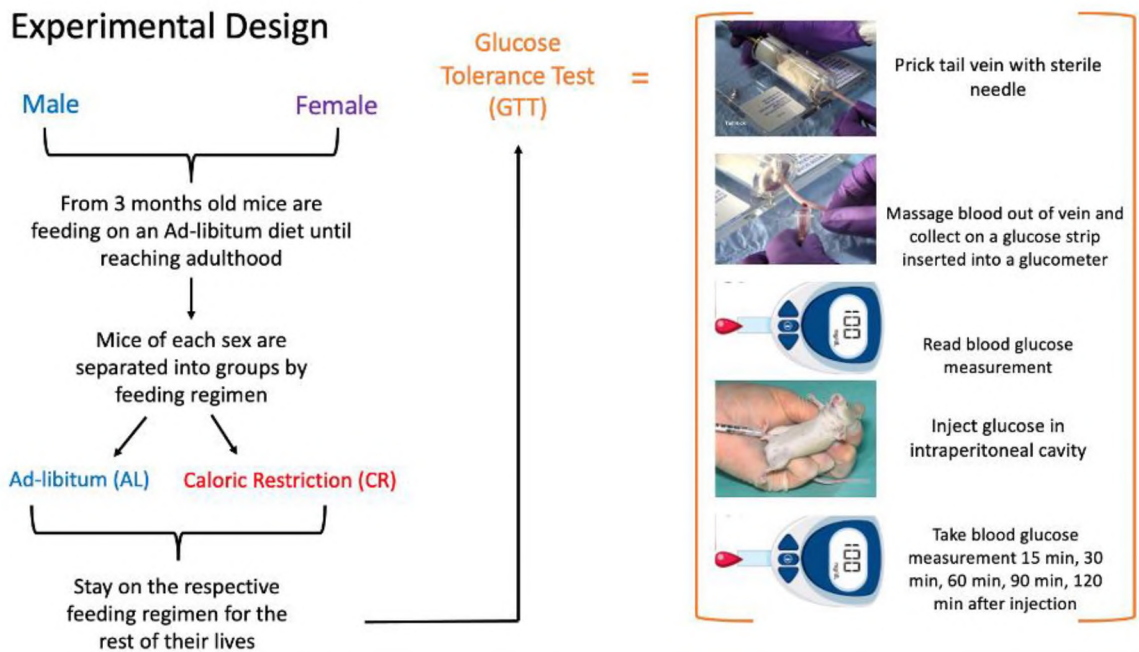 Experimental Design
Male
Female
From 3 months old mice are
feeding on an Ad-libitum diet until
reaching adulthood
Mice of each sex are
separated into groups by
feeding regimen
Ad-libitum (AL)
Caloric Restriction (CR)
Stay on the respective
feeding regimen for the
rest of their lives
Glucose
Tolerance Test
(GTT)
=
Prick tail vein with sterile
needle
Massage blood out of vein and
collect on a glucose strip
inserted into a glucometer
100
mg/dL
Read blood glucose
measurement
Inject glucose in
intraperitoneal cavity
100
mg/dL
Take blood glucose
measurement 15 min, 30
min, 60 min, 90 min, 120
min after injection